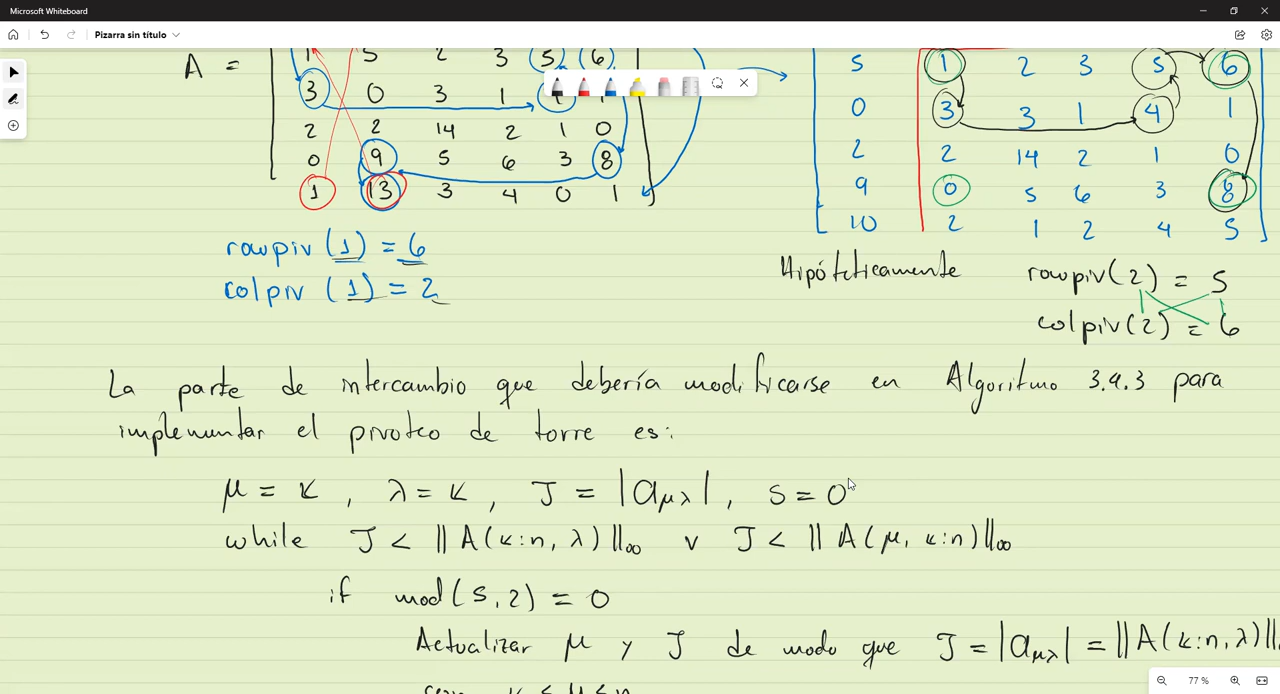 Microsoft Whiteboard
Pizarra sin título
1 5 2 3 5 6
A =
3 0 3 1 1
2 2 14 2 1 0
0 9 5 6 3 8
1 13 3 4 0 1
5 1 2 3 5 6
0 3 3 1 4 1
2 2 14 2 1 0
9 0 5 6 3 8
10 2 1 2 4 5
rowpiv (1) = 6
colpiv (1) = 2
Hipóteticamente rowpiv(2) = 5
colpiv(2) = 6
La parte de intercambio que debería modificarse en Algoritmo 3.4.3 para
implementar el pivoteo de torre es:
μ = k , λ = k , J = |aμλ| , s = 0
while J < ||A(k:n, λ)||∞ v J < ||A(μ, k:n)||∞
if mod(s,2) = 0
Actualizar μ y J de modo que J = |aμλ| = ||A(k:n, λ)||
con k ≤ μ ≤ n
77 %